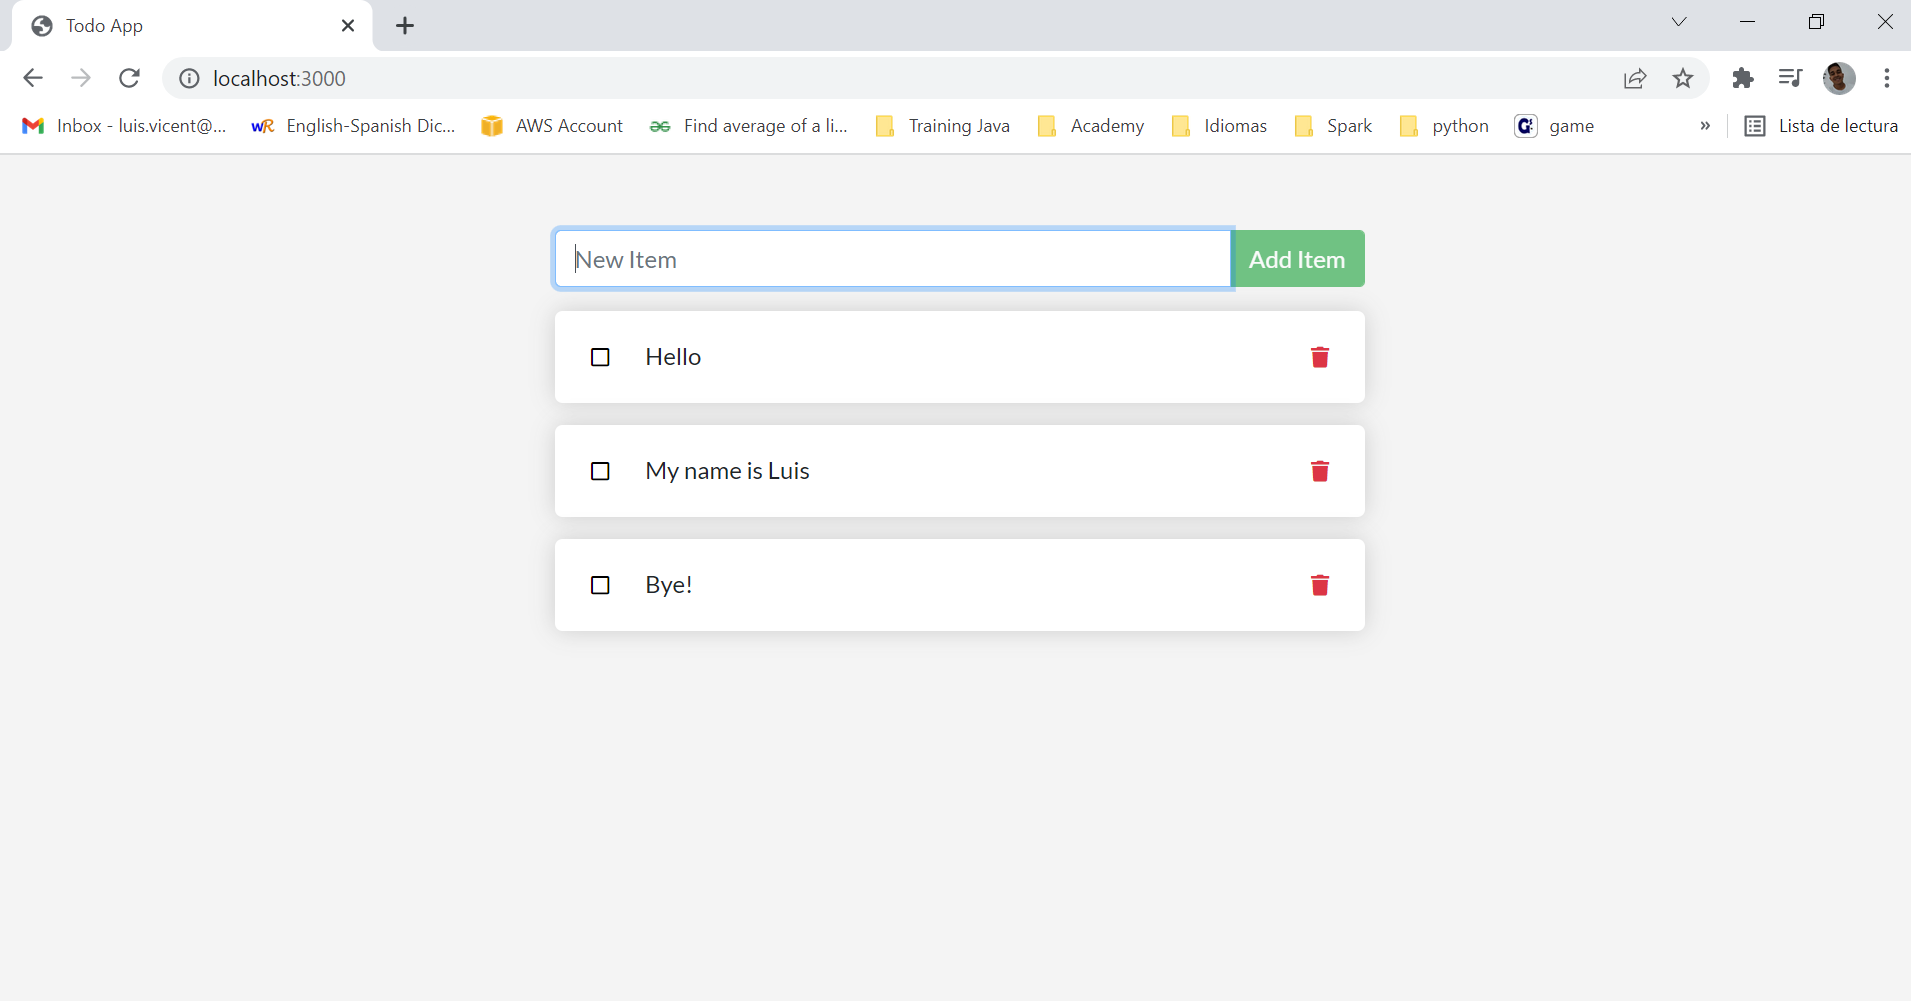 Todo App
localhost:3000
Inbox - luis.vicent@... English-Spanish Dic... AWS Account Find average of a li... Training Java Academy Idiomas Spark python game » Lista de lectura
New Item Add Item
Hello
My name is Luis
Bye!